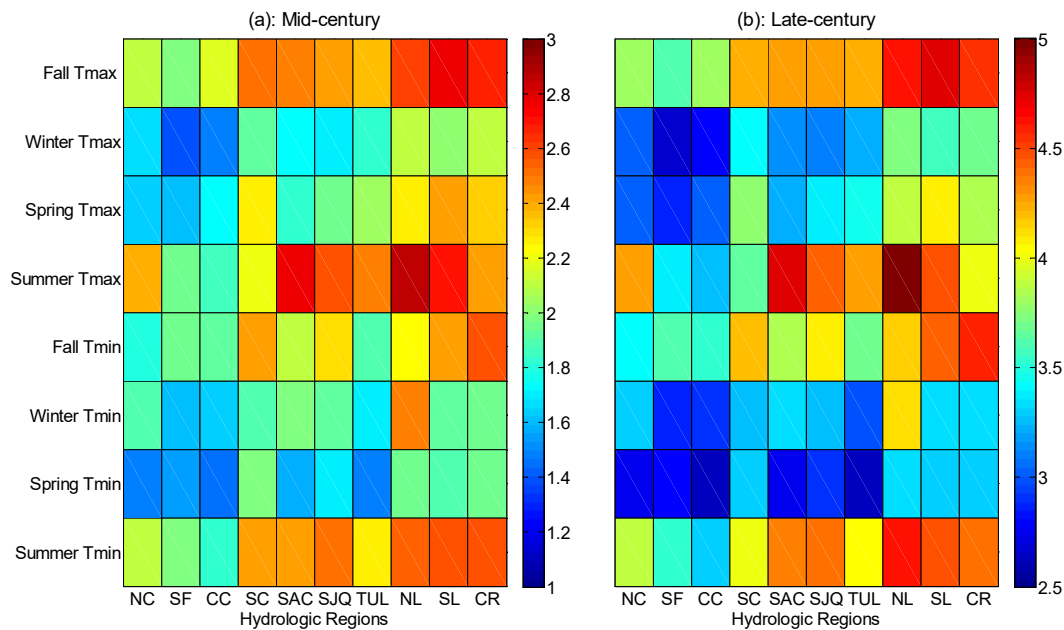 (a): Mid-century
(b): Late-century
Fall Tmax
Winter Tmax
Spring Tmax
Summer Tmax
Fall Tmin
Winter Tmin
Spring Tmin
Summer Tmin
NC SF CC SC SAC SJQ TUL NL SL CR
Hydrologic Regions
3
2.8
2.6
2.4
2.2
2
1.8
1.6
1.4
1.2
1
NC SF CC SC SAC SJQ TUL NL SL CR
Hydrologic Regions
5
4.5
4
3.5
3
2.5